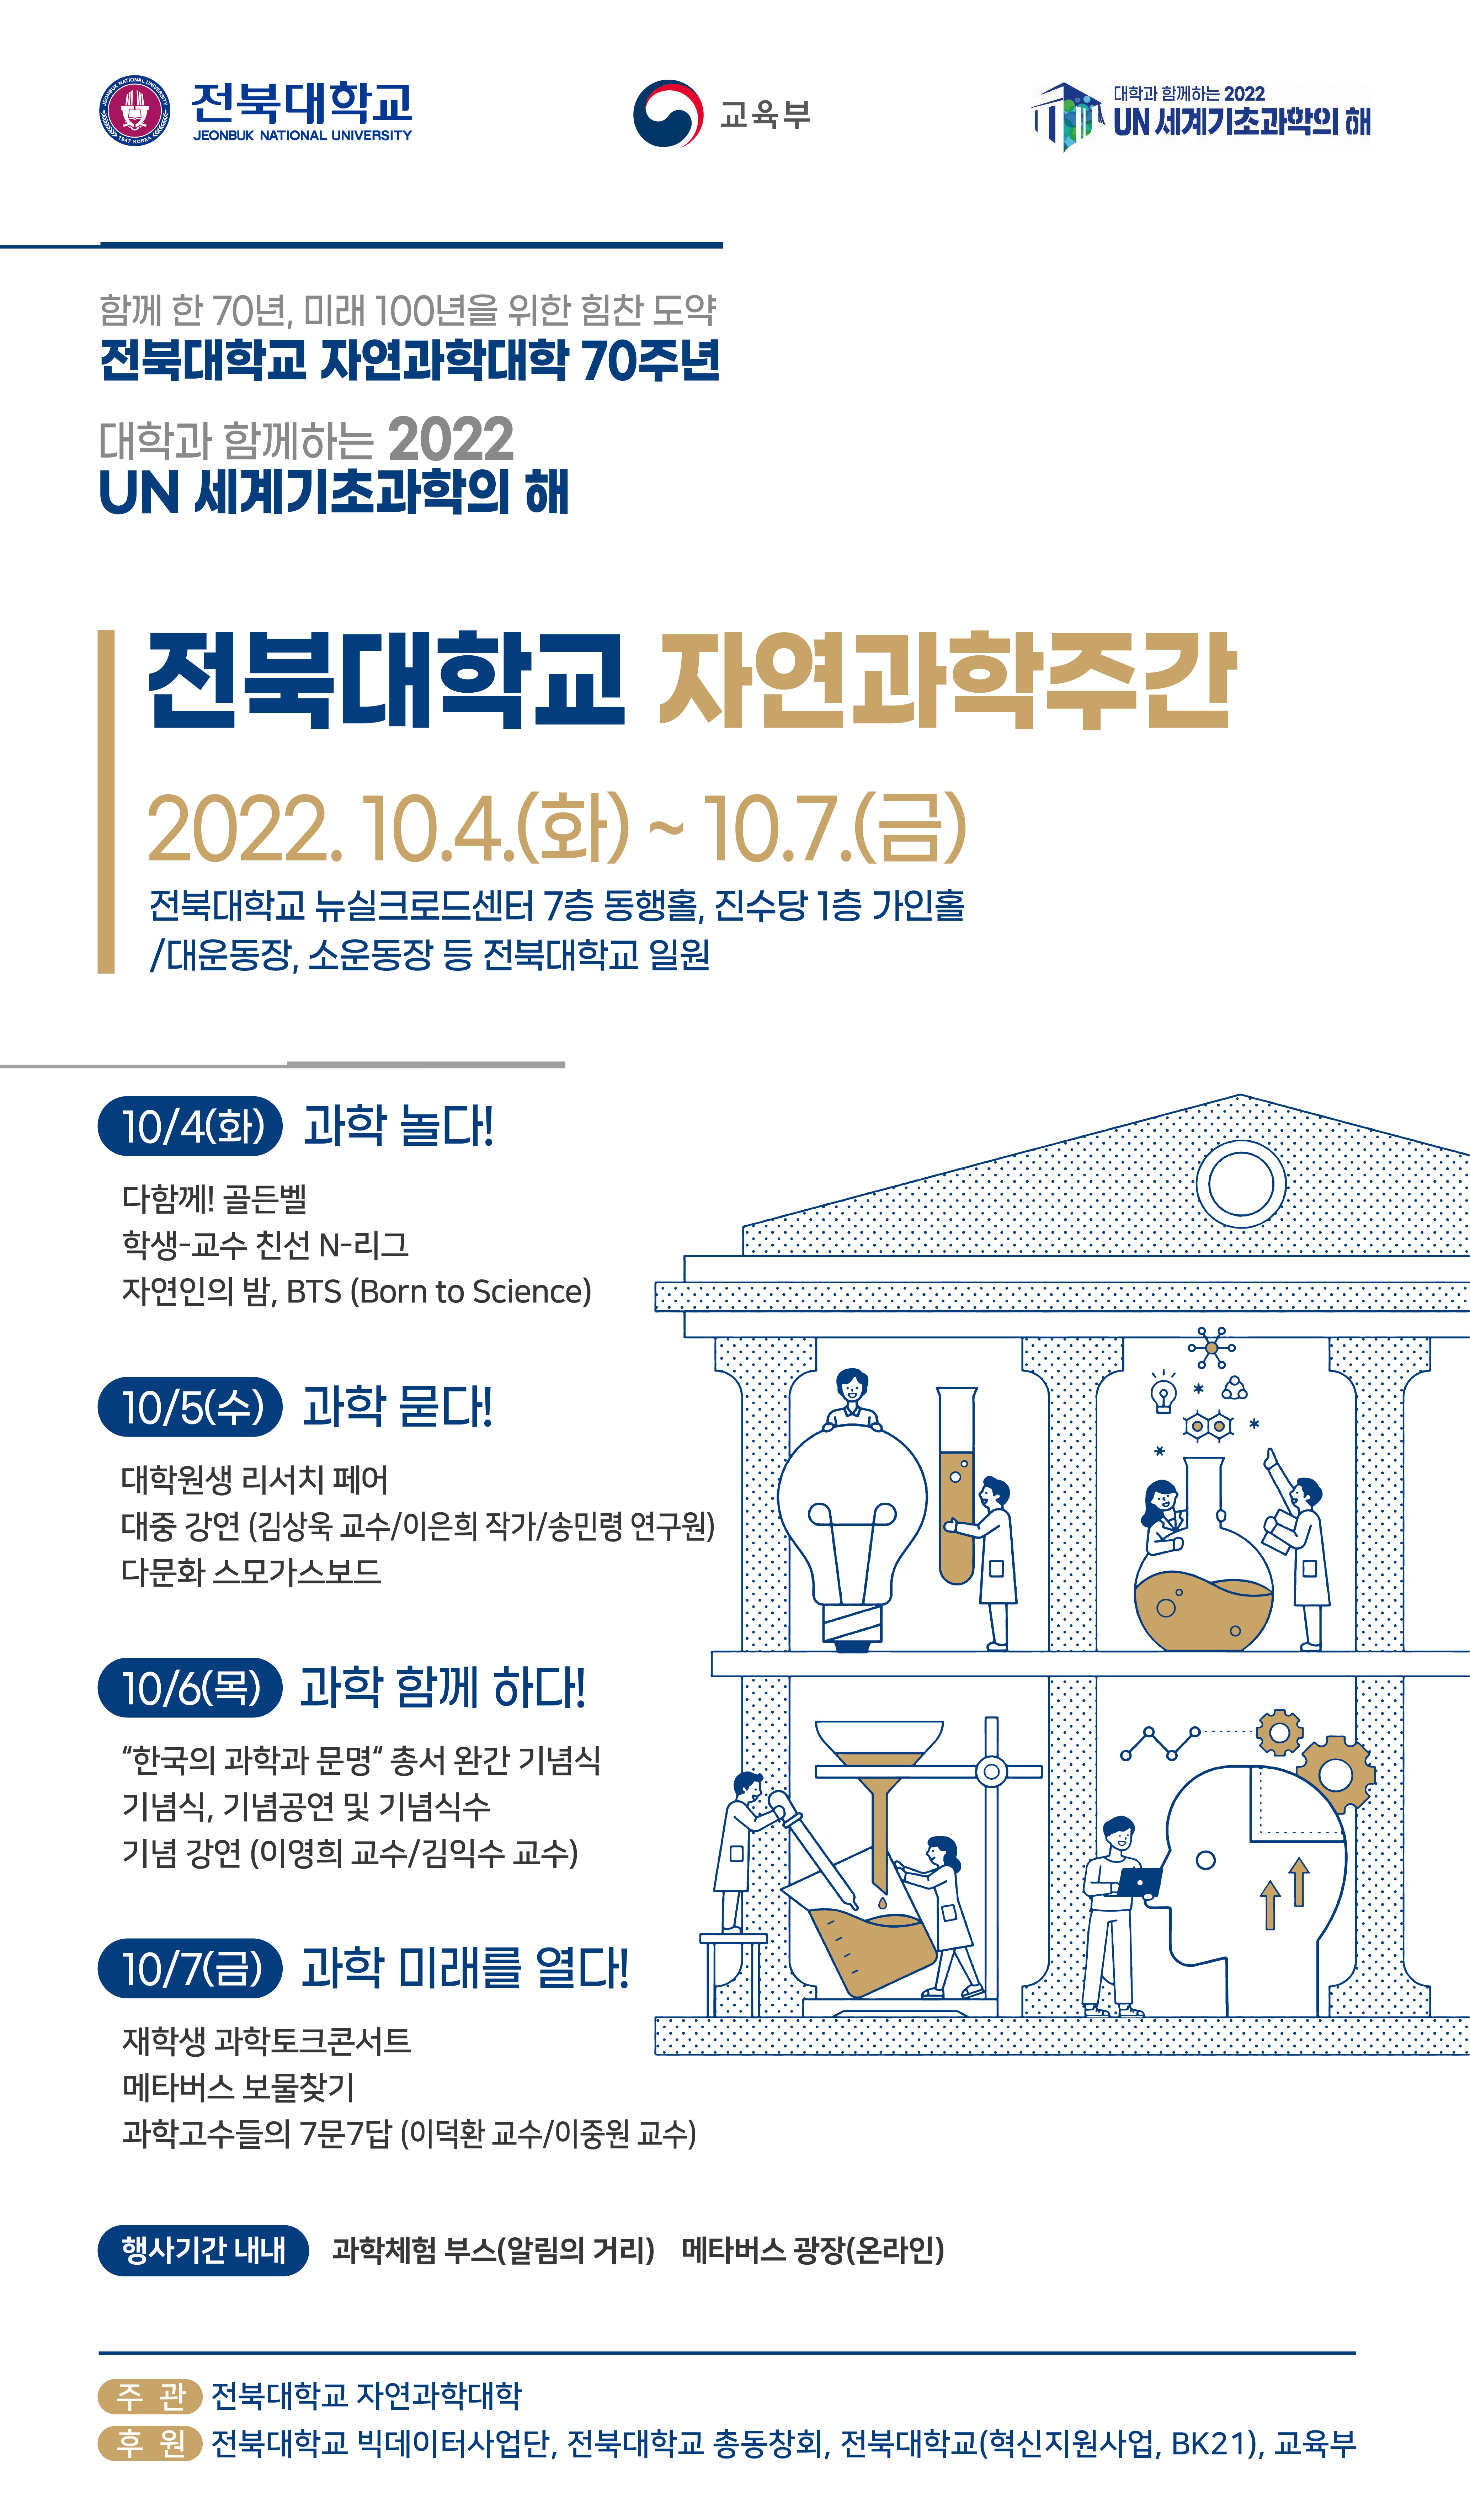 JEONBUK NATIONAL UNIVERSITY
1947 KOREA
전북대학교
JEONBUK NATIONAL UNIVERSITY
교육부
대학과 함께하는 2022
UN 세계기초과학의 해
함께 한 70년, 미래 100년을 위한 힘찬 도약
전북대학교 자연과학대학 70주년
대학과 함께하는 2022
UN 세계기초과학의 해
전북대학교 자연과학주간
2022. 10.4.(화) ~ 10.7.(금)
전북대학교 뉴실크로드센터 7층 동행홀, 진수당 1층 가인홀
/대운동장, 소운동장 등 전북대학교 일원
10/4(화) 과학 놀다!
다함께! 골든벨
학생-교수 친선 N-리그
자연인의 밤, BTS (Born to Science)
10/5(수) 과학 묻다!
대학원생 리서치 페어
대중 강연 (김상욱 교수/이은희 작가/송민령 연구원)
다문화 스모가스보드
10/6(목) 과학 함께 하다!
“한국의 과학과 문명“ 총서 완간 기념식
기념식, 기념공연 및 기념식수
기념 강연 (이영희 교수/김익수 교수)
10/7(금) 과학 미래를 열다!
재학생 과학토크콘서트
메타버스 보물찾기
과학고수들의 7문7답 (이덕환 교수/이중원 교수)
행사기간 내내 과학체험 부스(알림의 거리) 메타버스 광장(온라인)
주 관 전북대학교 자연과학대학
후 원 전북대학교 빅데이터사업단, 전북대학교 총동창회, 전북대학교(혁신지원사업, BK21), 교육부